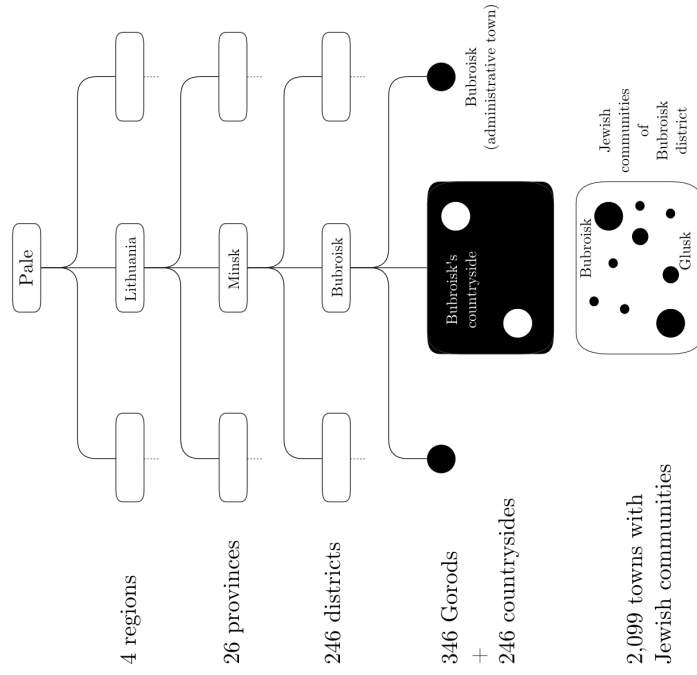 Pale
4 regions
Lithuania
26 provinces
Minsk
246 districts
Bubroisk
346 Gorods
+
246 countrysides
Bubroisk's
countryside
Bubroisk
(administrative town)
2,099 towns with
Jewish communities
Bubroisk
Glusk
Jewish
communities
of
Bubroisk
district